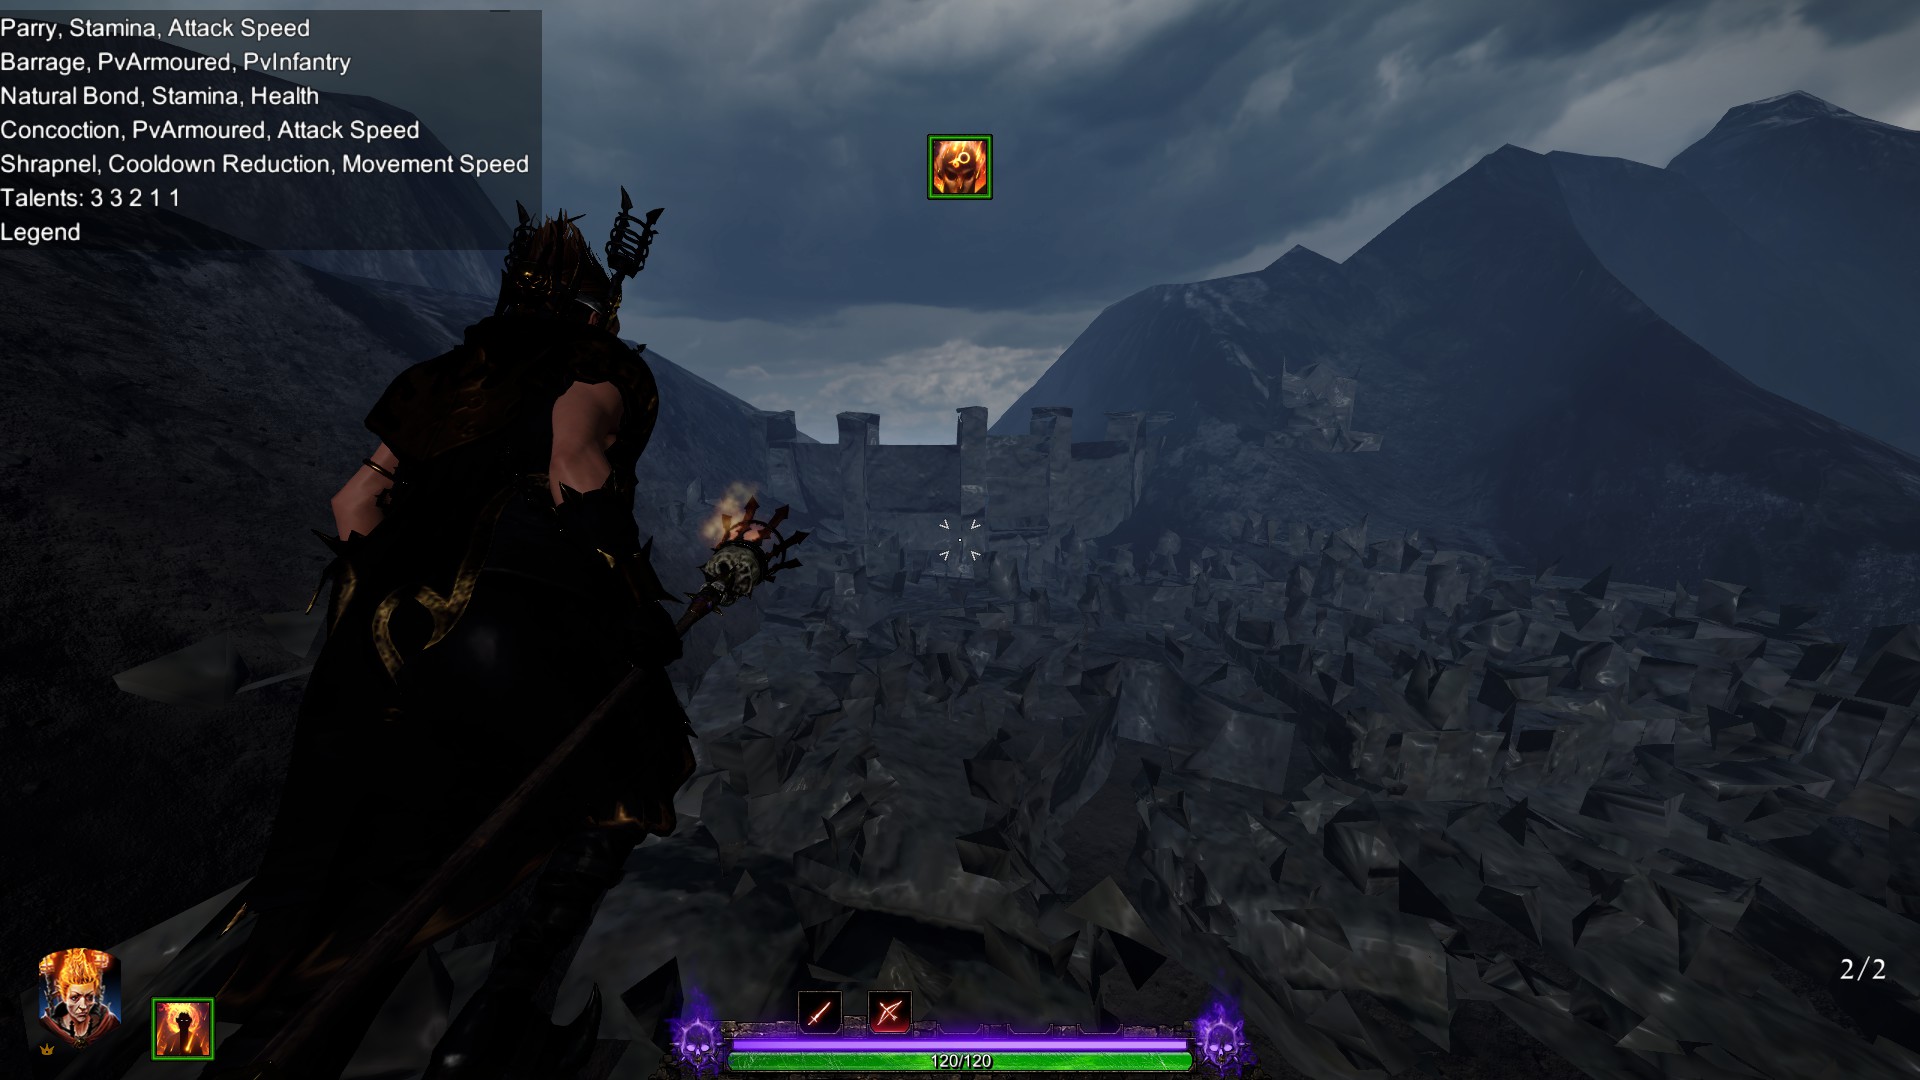 Parry, Stamina, Attack Speed
Barrage, PvArmoured, PvInfantry
Natural Bond, Stamina, Health
Concoction, PvArmoured, Attack Speed
Shrapnel, Cooldown Reduction, Movement Speed
Talents: 3 3 2 1 1
Legend
2/2
120/120